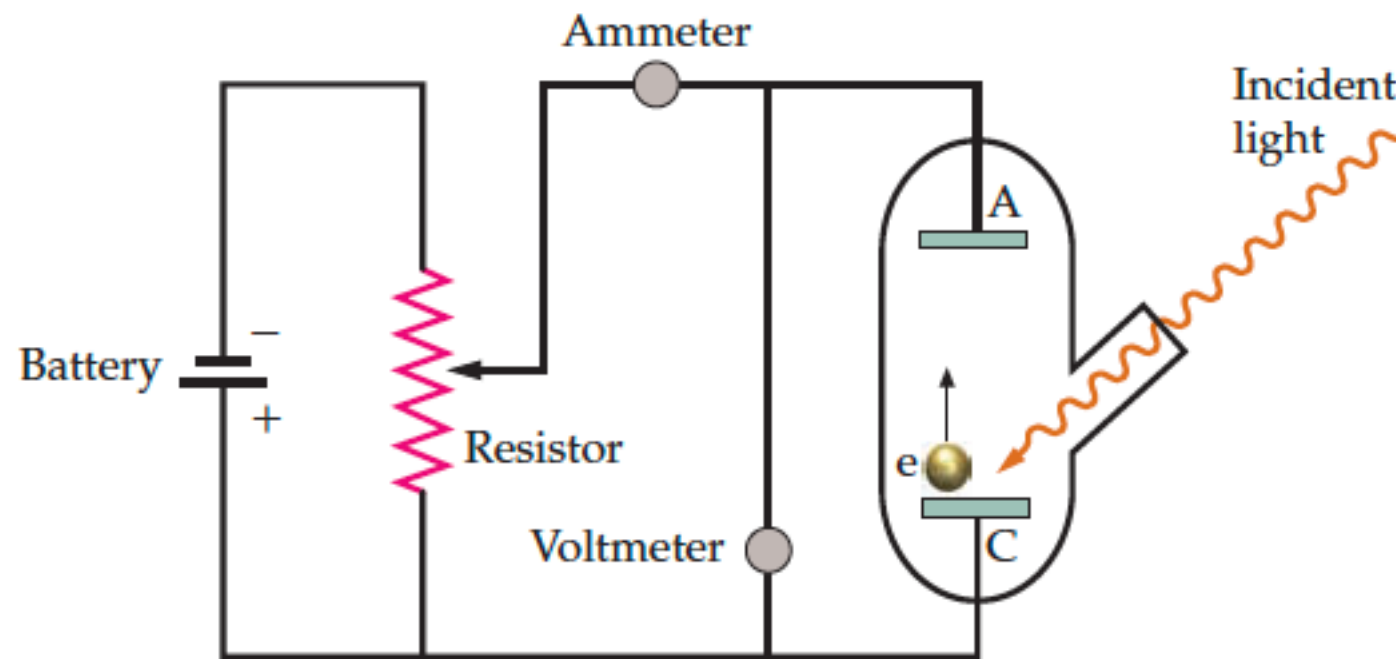 Ammeter
Incident
light
A
−
Battery
+
Resistor
e
Voltmeter
C